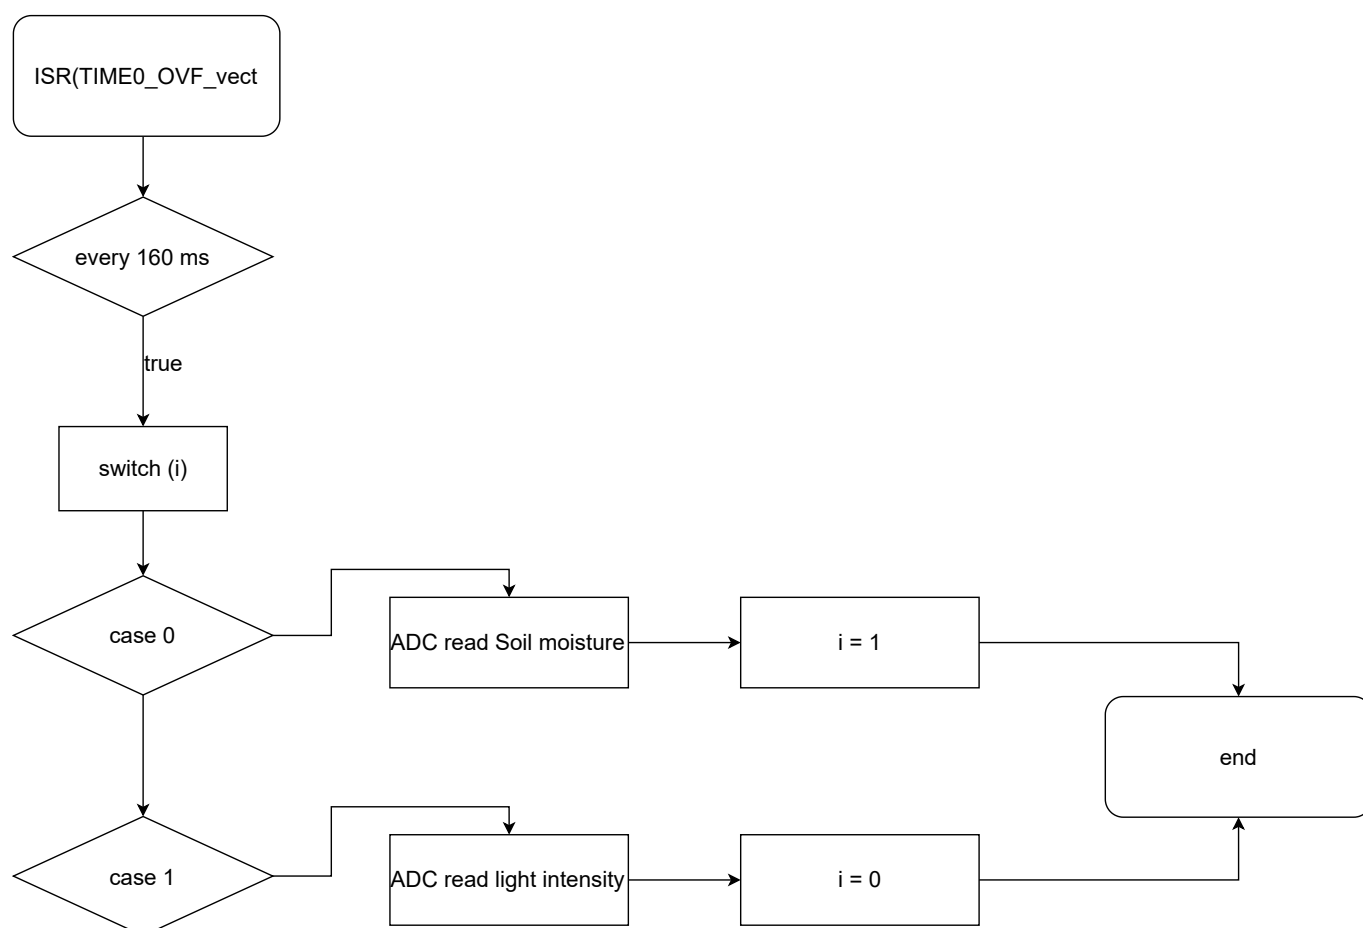 ISR(TIME0_OVF_vect
every 160 ms
true
switch (i)
case 0
ADC read Soil moisture
i = 1
end
case 1
ADC read light intensity
i = 0